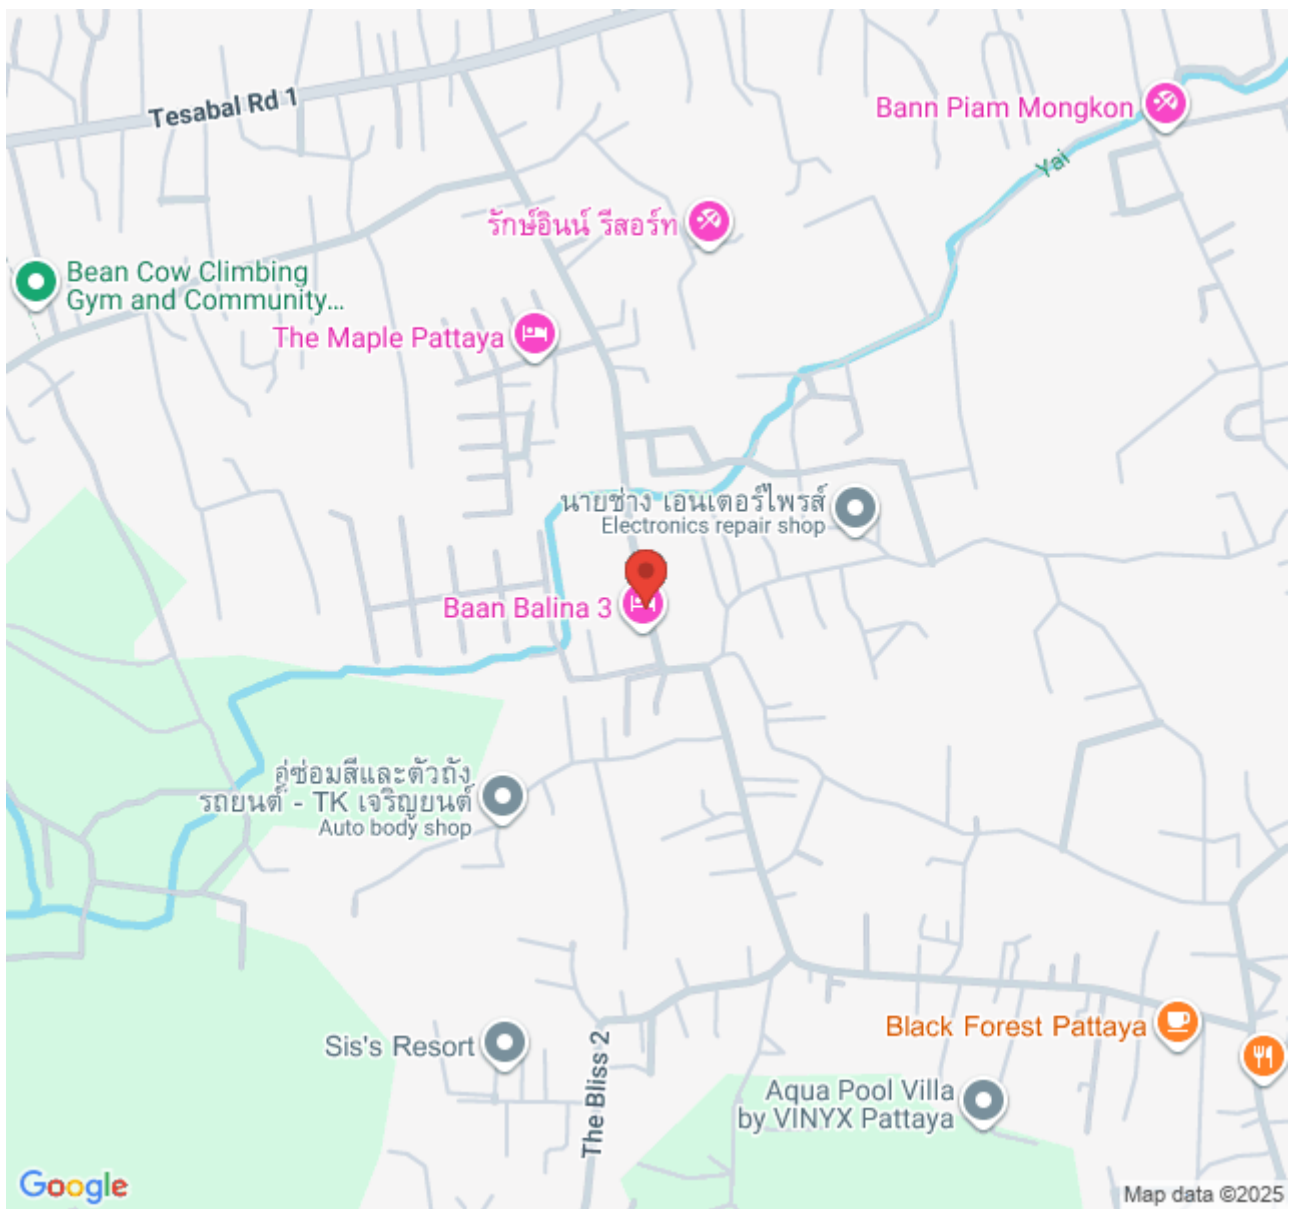 Tesabal Rd 1
Bann Piam Mongkon
Yai
รักษ์อินน์ รีสอร์ท
Bean Cow Climbing
Gym and Community...
The Maple Pattaya
นายช่าง เอนเตอร์ไพรส์
Electronics repair shop
Baan Balina 3
อู่ซ่อมสีและตัวถัง
รถยนต์ - TK เจริญยนต์
Auto body shop
Black Forest Pattaya
Sis's Resort
The Bliss 2
Aqua Pool Villa
by VINYX Pattaya
Google
Map data ©2025